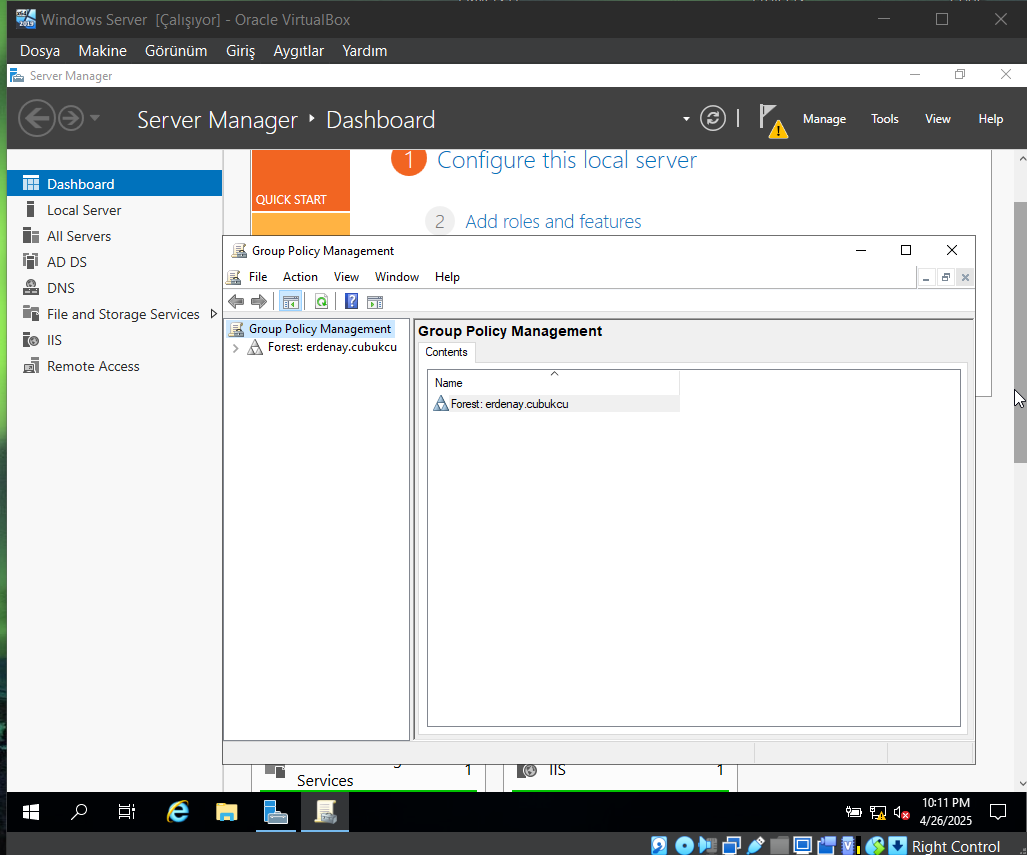 Windows Server [Çalışıyor] - Oracle VirtualBox
Dosya Makine Görünüm Giriş Aygıtlar Yardım
Server Manager
Server Manager Dashboard
Manage Tools View Help
Dashboard
Local Server
All Servers
AD DS
DNS
File and Storage Services
IIS
Remote Access
QUICK START
1 Configure this local server
2 Add roles and features
Group Policy Management
File Action View Window Help
Group Policy Management
Forest: erdenay.cubukcu
Group Policy Management
Contents
Name
Forest: erdenay.cubukcu
Services 1
IIS 1
10:11 PM
4/26/2025
Right Control